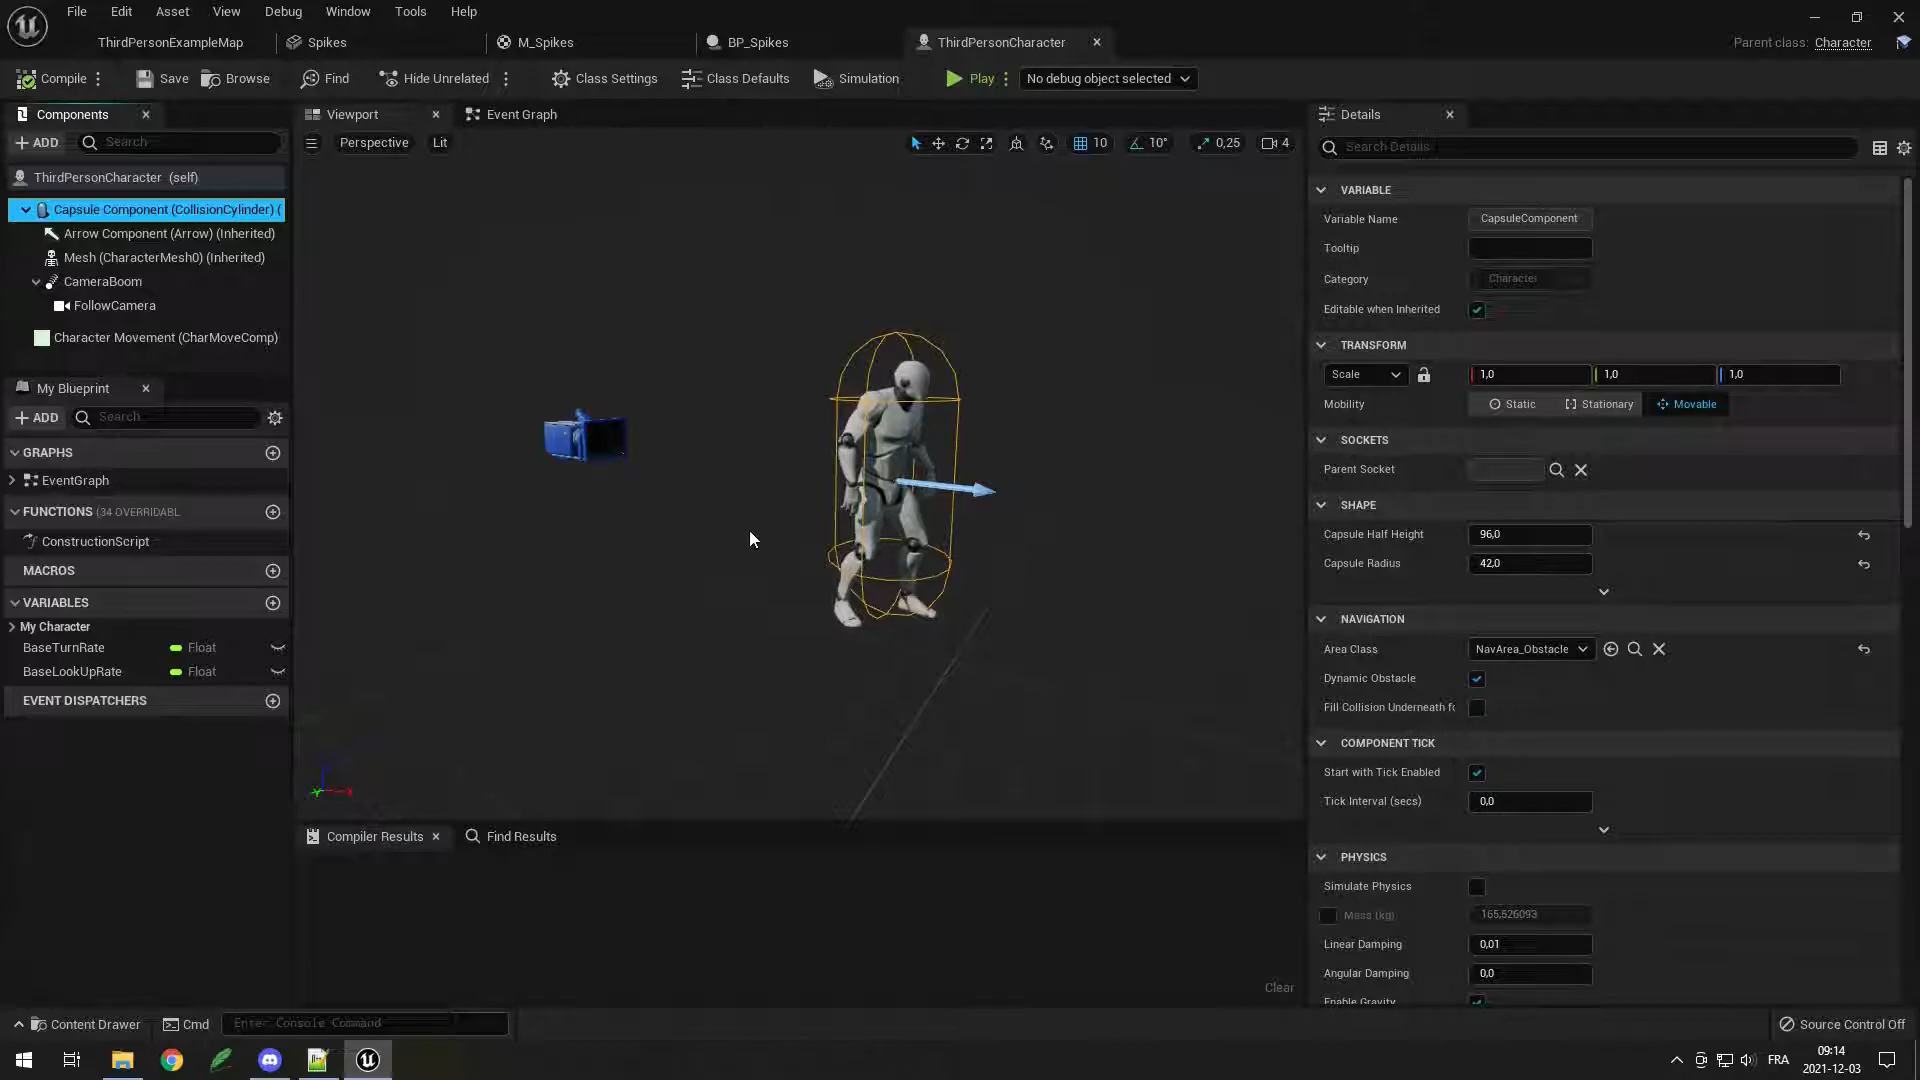 File Edit Asset View Debug Window Tools Help
ThirdPersonExampleMap Spikes M_Spikes BP_Spikes ThirdPersonCharacter Parent class: Character
Compile Save Browse Find Hide Unrelated Class Settings Class Defaults Simulation Play No debug object selected
Components
ADD Search
ThirdPersonCharacter (self)
Capsule Component (CollisionCylinder) (
Arrow Component (Arrow) (Inherited)
Mesh (CharacterMesh0) (Inherited)
CameraBoom
FollowCamera
Character Movement (CharMoveComp)
My Blueprint
ADD Search
GRAPHS
EventGraph
FUNCTIONS (34 OVERRIDABL
ConstructionScript
MACROS
VARIABLES
My Character
BaseTurnRate Float
BaseLookUpRate Float
EVENT DISPATCHERS
Viewport Event Graph
Perspective Lit 10 10° 0,25 4
Compiler Results Find Results
Clear
Details
Search Details
VARIABLE
Variable Name CapsuleComponent
Tooltip
Category Character
Editable when Inherited
TRANSFORM
Scale 1,0 1,0 1,0
Mobility Static Stationary Movable
SOCKETS
Parent Socket
SHAPE
Capsule Half Height 96,0
Capsule Radius 42,0
NAVIGATION
Area Class NavArea_Obstacle
Dynamic Obstacle
Fill Collision Underneath fo
COMPONENT TICK
Start with Tick Enabled
Tick Interval (secs) 0,0
PHYSICS
Simulate Physics
Mass (kg) 165,526093
Linear Damping 0,01
Angular Damping 0,0
Enable Gravity
Content Drawer Cmd Enter Console Command Source Control Off
FRA 09:14
2021-12-03